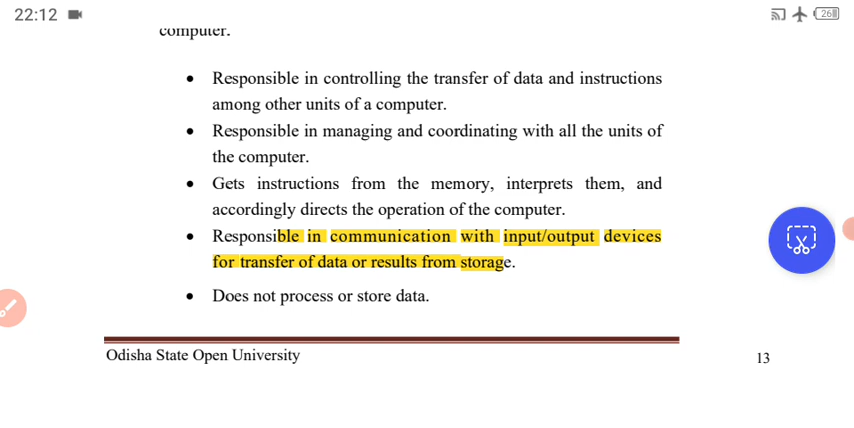 22:12
26
computer.
• Responsible in controlling the transfer of data and instructions
among other units of a computer.
• Responsible in managing and coordinating with all the units of
the computer.
• Gets instructions from the memory, interprets them, and
accordingly directs the operation of the computer.
• Responsible in communication with input/output devices
for transfer of data or results from storage.
• Does not process or store data.
Odisha State Open University
13